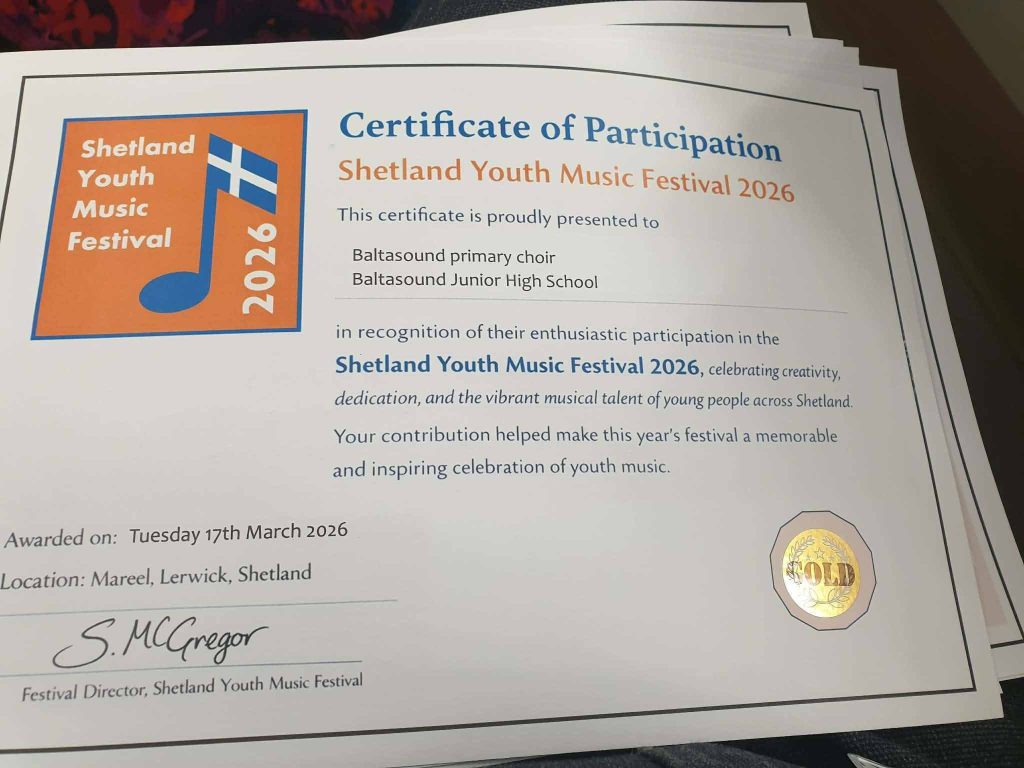 Shetland
Youth
Music
Festival
2026
Certificate of Participation
Shetland Youth Music Festival 2026
This certificate is proudly presented to
Baltasound primary choir
Baltasound Junior High School
in recognition of their enthusiastic participation in the
Shetland Youth Music Festival 2026, celebrating creativity,
dedication, and the vibrant musical talent of young people across Shetland.
Your contribution helped make this year's festival a memorable
and inspiring celebration of youth music.
Awarded on: Tuesday 17th March 2026
Location: Mareel, Lerwick, Shetland
GOLD
S. McGregor
Festival Director, Shetland Youth Music Festival